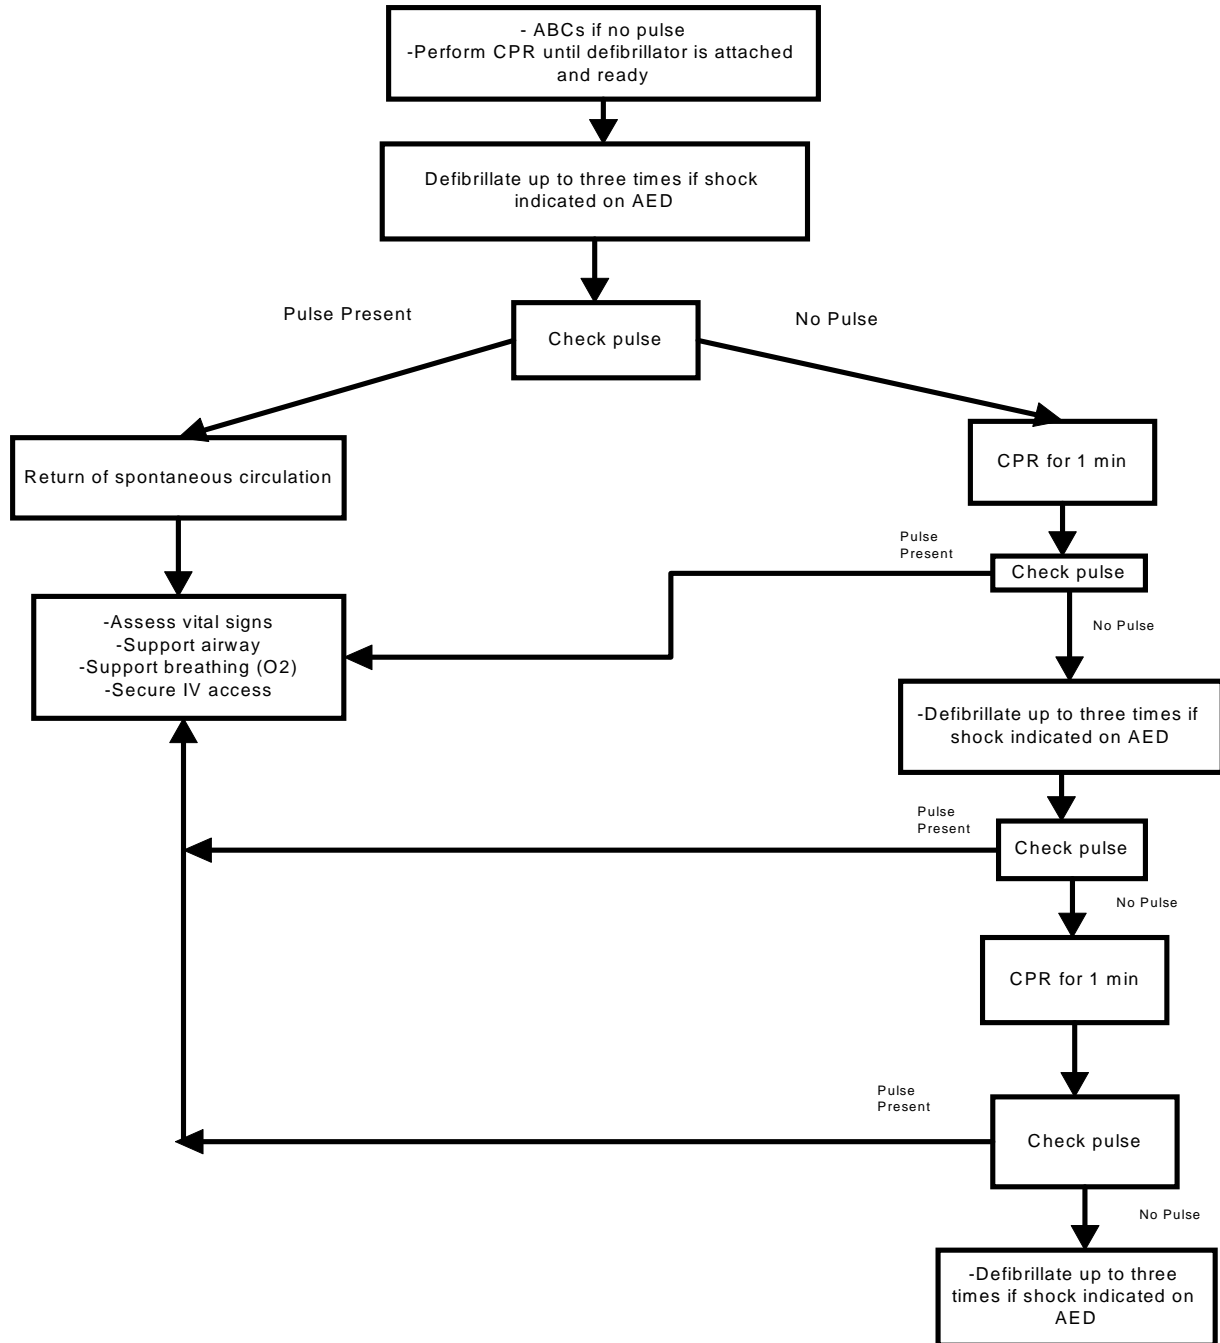 - ABCs if no pulse
-Perform CPR until defibrillator is attached
and ready
Defibrillate up to three times if shock
indicated on AED
Pulse Present
No Pulse
Check pulse
Return of spontaneous circulation
CPR for 1 min
Pulse
Present
Check pulse
-Assess vital signs
-Support airway
-Support breathing (O2)
-Secure IV access
No Pulse
-Defibrillate up to three times if
shock indicated on AED
Pulse
Present
Check pulse
No Pulse
CPR for 1 min
Pulse
Present
Check pulse
No Pulse
-Defibrillate up to three
times if shock indicated on
AED